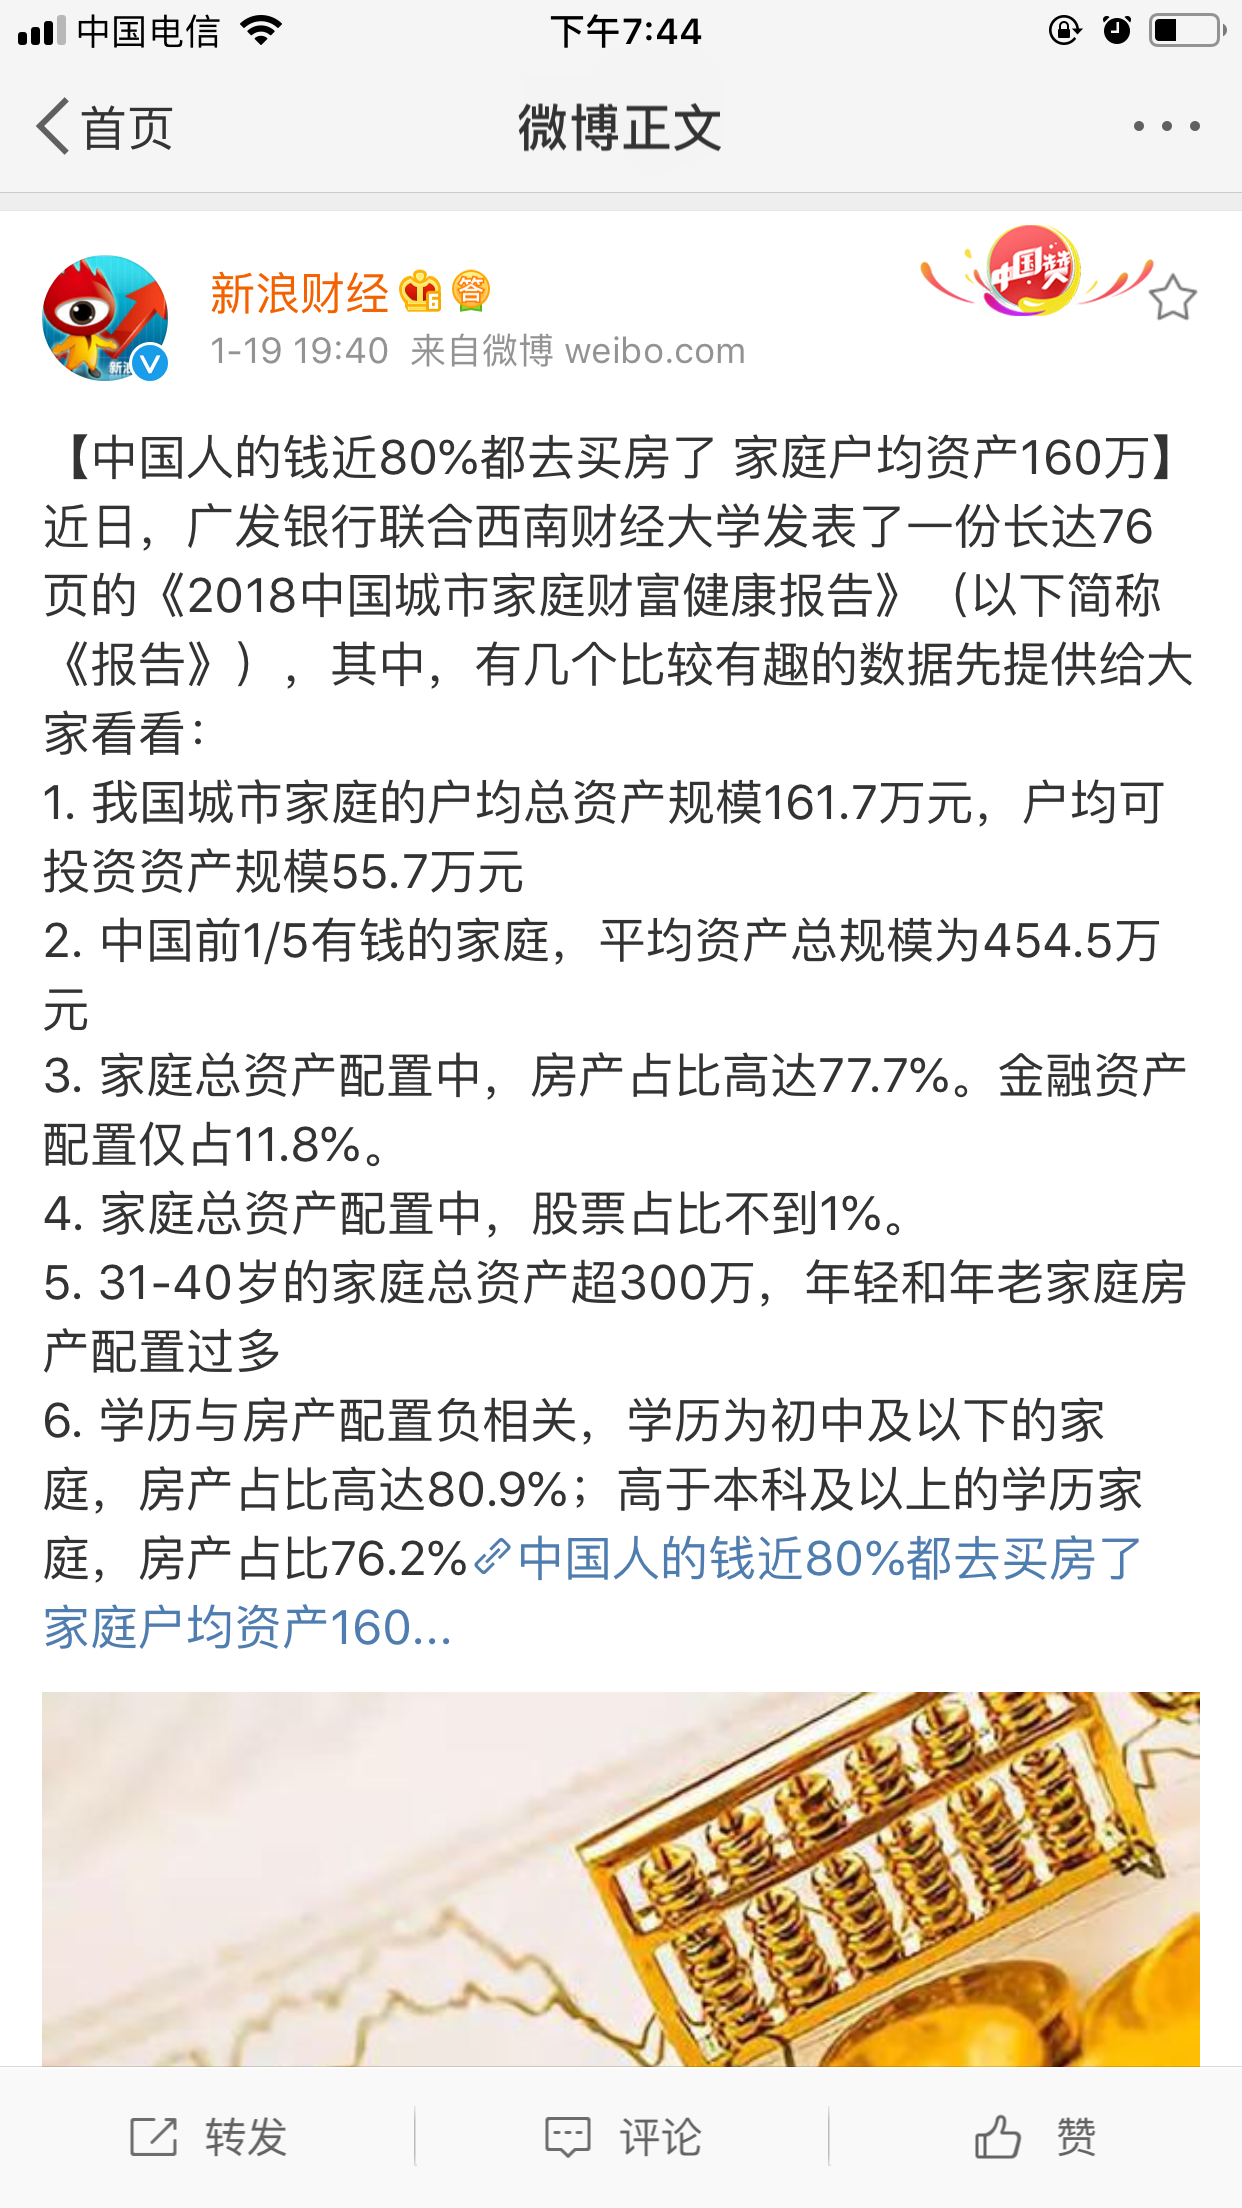 中国电信 下午7:44
首页 微博正文
中国赞
新浪财经 答
1-19 19:40 来自微博 weibo.com
新浪
【中国人的钱近80%都去买房了 家庭户均资产160万】
近日，广发银行联合西南财经大学发表了一份长达76
页的《2018中国城市家庭财富健康报告》（以下简称
《报告》），其中，有几个比较有趣的数据先提供给大
家看看：
1. 我国城市家庭的户均总资产规模161.7万元，户均可
投资资产规模55.7万元
2. 中国前1/5有钱的家庭，平均资产总规模为454.5万
元
3. 家庭总资产配置中，房产占比高达77.7%。金融资产
配置仅占11.8%。
4. 家庭总资产配置中，股票占比不到1%。
5. 31-40岁的家庭总资产超300万，年轻和年老家庭房
产配置过多
6. 学历与房产配置负相关，学历为初中及以下的家
庭，房产占比高达80.9%；高于本科及以上的学历家
庭，房产占比76.2%中国人的钱近80%都去买房了
家庭户均资产160...
转发 评论 赞